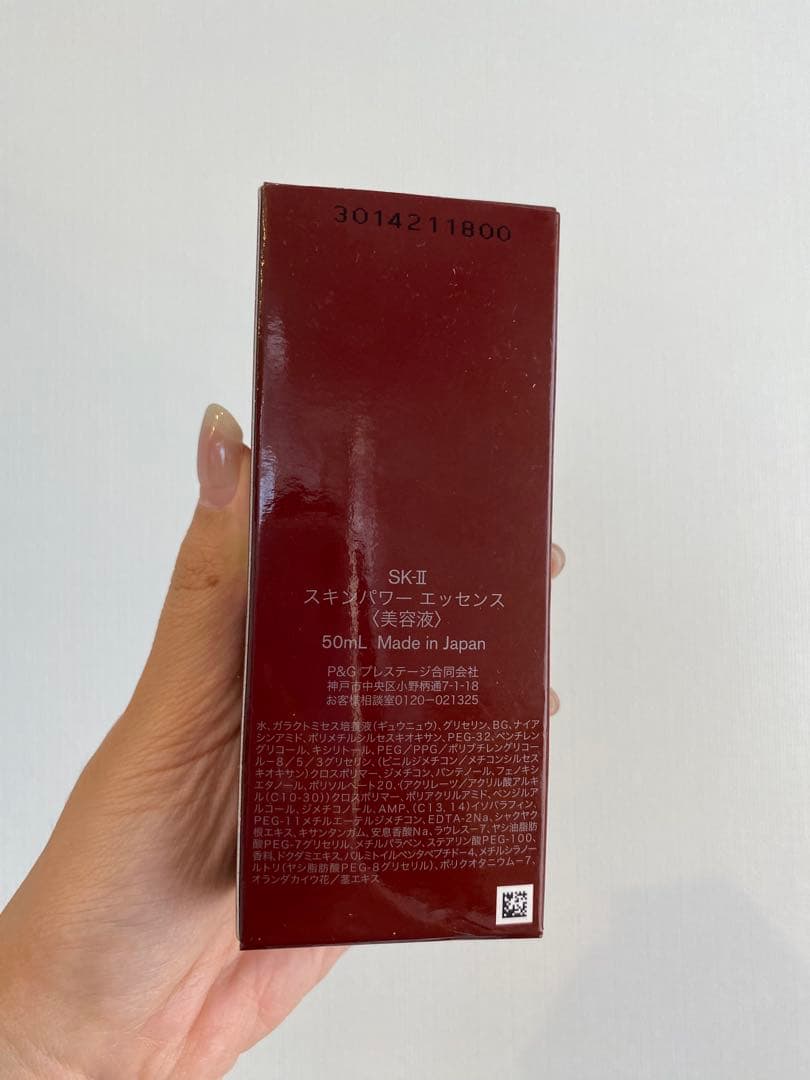 3014211800
SK-Ⅱ
スキンパワー エッセンス
〈美容液〉
50mL Made in Japan
P&G プレステージ合同会社
神戸市中央区小野柄通7-1-18
お客様相談室0120-021325
水、ガラクトミセス培養液(ギュウニュウ)、グリセリン、BG、ナイア
シンアミド、ポリメチルシルセスキオキサン、PEG-32、ペンチレン
グリコール、キシリトール、PEG/PPG/ポリブチレングリコ
ール-8/5/3グリセリン、(ビニルジメチコン/メチコンシルセス
キオキサン)クロスポリマー、ジメチコン、パンテノール、フェノキシ
エタノール、ポリソルベート20、(アクリレーツ/アクリル酸アルキ
ル(C10-30))クロスポリマー、ポリアクリルアミド、ベンジルア
ルコール、ジメチコノール、AMP、(C13,14)イソパラフィン、
PEG-11メチルエーテルジメチコン、EDTA-2Na、シャクヤク
根エキス、キサンタンガム、安息香酸Na、ラウレス-7、ヤシ油脂肪
酸PEG-7グリセリル、メチルパラベン、ステアリン酸PEG-100、
香料、ドクダミエキス、パルミトイルペンタペプチド-4、メチルシラノー
ルトリ(ヤシ脂肪酸PEG-8グリセリル)、ポリクオタニウム-7、
オランダカイウ花/茎エキス